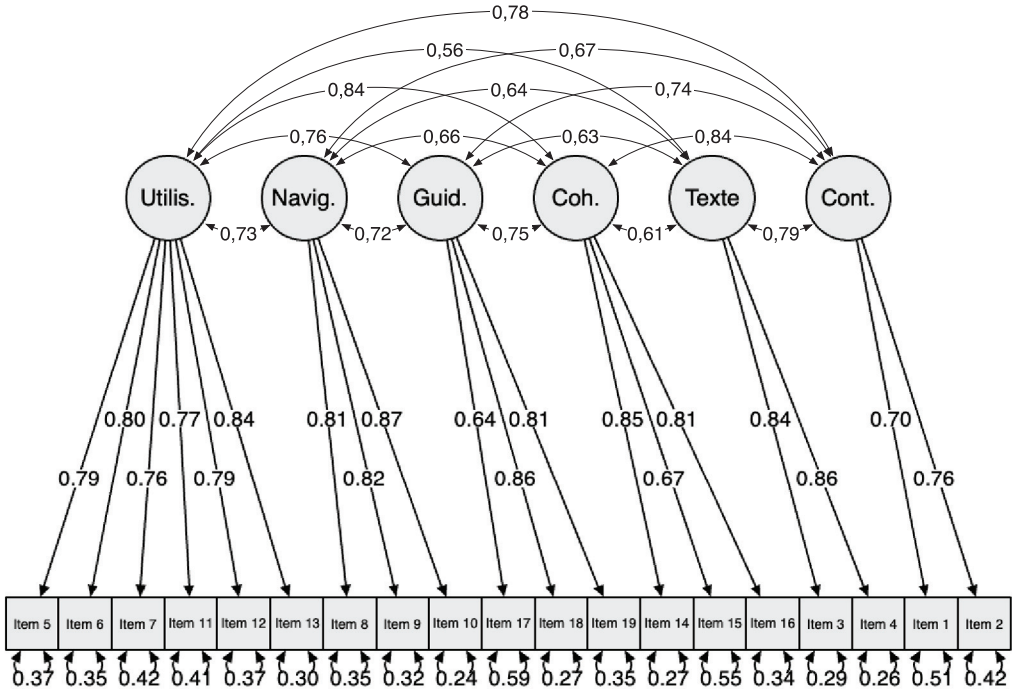 0,78
0,56 0,67
0,84 0,64 0,74
0,76 0,66 0,63 0,84
Utilis. Navig. Guid. Coh. Texte Cont.
0,73 0,72 0,75 0,61 0,79
0.80 0.77 0.84 0.81 0.87 0.64 0.81 0.85 0.81 0.84 0.70
0.79 0.76 0.79 0.82 0.86 0.67 0.86 0.76
Item 5 Item 6 Item 7 Item 11 Item 12 Item 13 Item 8 Item 9 Item 10 Item 17 Item 18 Item 19 Item 14 Item 15 Item 16 Item 3 Item 4 Item 1 Item 2
0.37 0.35 0.42 0.41 0.37 0.30 0.35 0.32 0.24 0.59 0.27 0.35 0.27 0.55 0.34 0.29 0.26 0.51 0.42